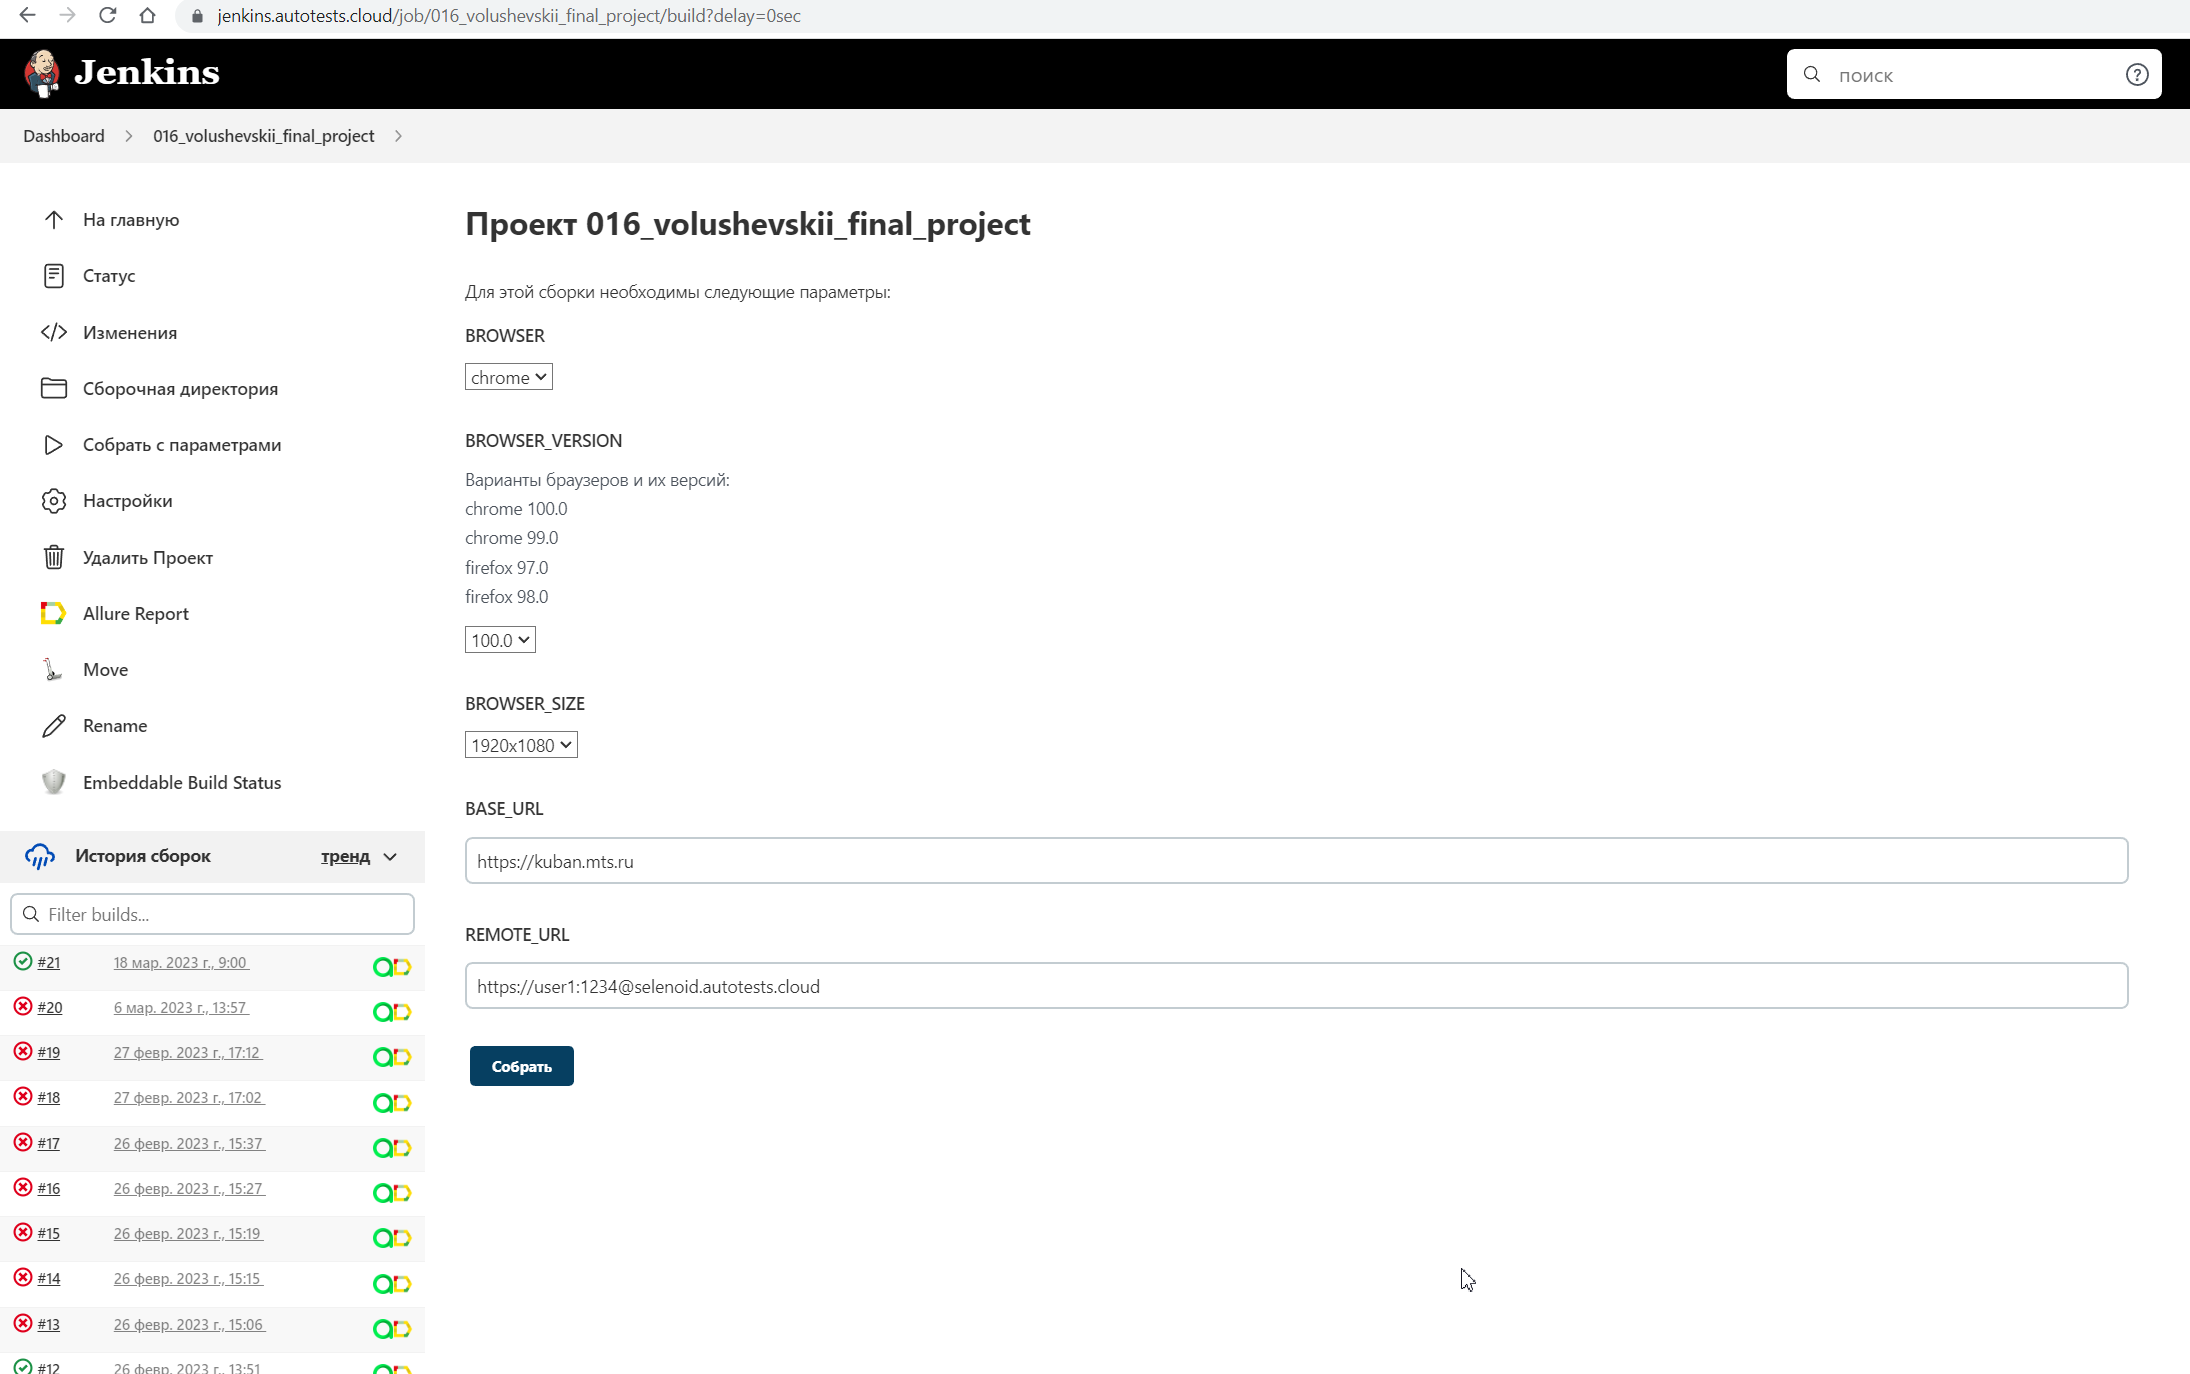 jenkins.autotests.cloud/job/016_volushevskii_final_project/build?delay=0sec
Jenkins
поиск
Dashboard
016_volushevskii_final_project
На главную
Статус
Изменения
Сборочная директория
Собрать с параметрами
Настройки
Удалить Проект
Allure Report
Move
Rename
Embeddable Build Status
История сборок
тренд
Filter builds...
#21 18 мар. 2023 г., 9:00
#20 6 мар. 2023 г., 13:57
#19 27 февр. 2023 г., 17:12
#18 27 февр. 2023 г., 17:02
#17 26 февр. 2023 г., 15:37
#16 26 февр. 2023 г., 15:27
#15 26 февр. 2023 г., 15:19
#14 26 февр. 2023 г., 15:15
#13 26 февр. 2023 г., 15:06
#12 26 февр. 2023 г., 13:51
Проект 016_volushevskii_final_project
Для этой сборки необходимы следующие параметры:
BROWSER
chrome
BROWSER_VERSION
Варианты браузеров и их версий:
chrome 100.0
chrome 99.0
firefox 97.0
firefox 98.0
100.0
BROWSER_SIZE
1920x1080
BASE_URL
https://kuban.mts.ru
REMOTE_URL
https://user1:1234@selenoid.autotests.cloud
Собрать